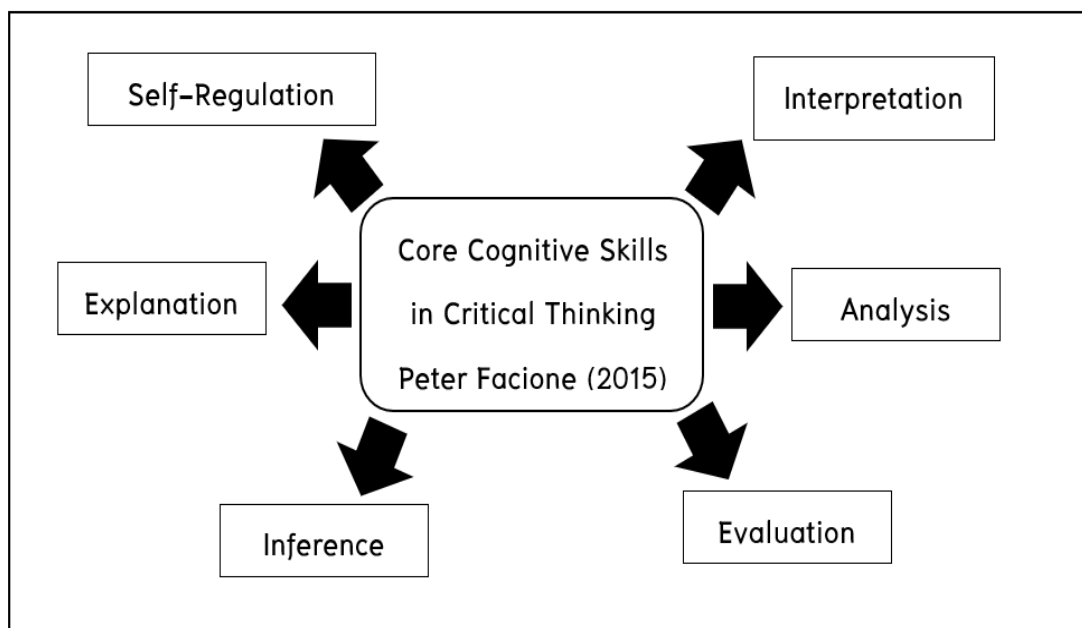 Self-Regulation
Interpretation
Core Cognitive Skills
in Critical Thinking
Peter Facione (2015)
Explanation
Analysis
Inference
Evaluation